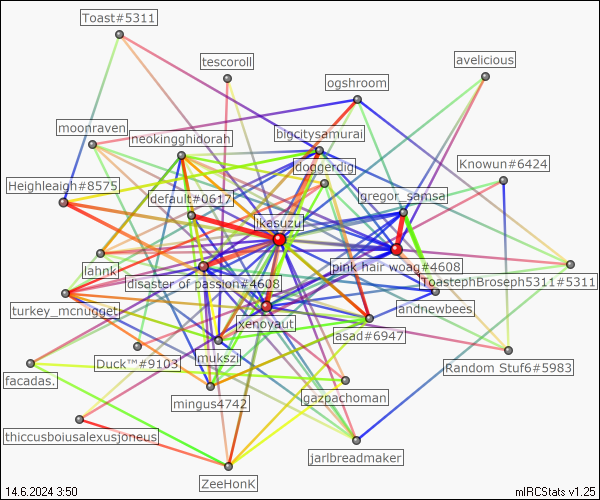 Toast#5311
tescoroll
avelicious
ogshroom
moonraven
neokingghidorah
bigcitysamurai
doggerdig
Knowun#6424
Heighleaigh#8575
default#0617
gregor_samsa
ikasuzu
lahnk
pink hair woag#4608
disaster of passion#4608
ToastephBroseph5311#5311
turkey_mcnugget
andnewbees
xenoyaut
asad#6947
mukszi
Duck™#9103
Random Stuf6#5983
facadas.
mingus4742
gazpachoman
thiccusboiusalexusjoneus
jarlbreadmaker
ZeeHonK
14.6.2024 3:50
mIRCStats v1.25